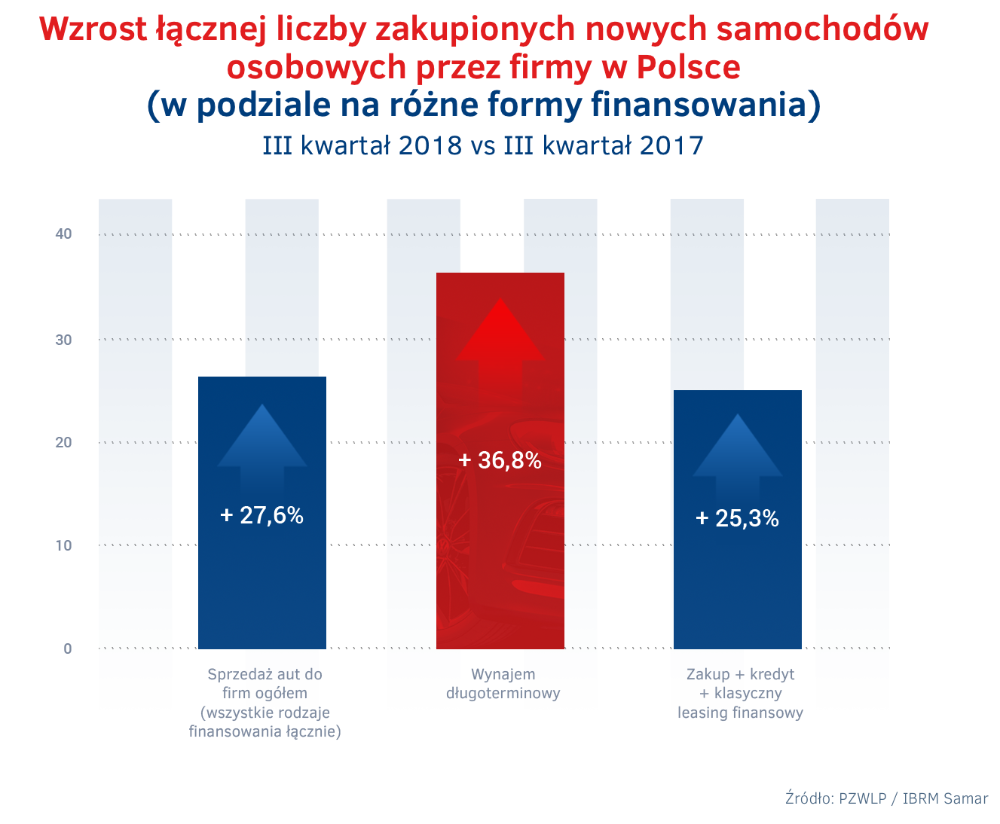 Wzrost łącznej liczby zakupionych nowych samochodów
osobowych przez firmy w Polsce
(w podziale na różne formy finansowania)
III kwartał 2018 vs III kwartał 2017
40
30
20
10
0
+ 27,6%
+ 36,8%
+ 25,3%
Sprzedaż aut do
firm ogółem
(wszystkie rodzaje
finansowania łącznie)
Wynajem
długoterminowy
Zakup + kredyt
+ klasyczny
leasing finansowy
Źródło: PZWLP / IBRM Samar